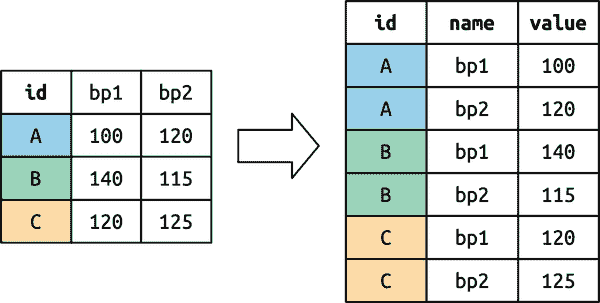 id bp1 bp2
A 100 120
B 140 115
C 120 125
id name value
A bp1 100
A bp2 120
B bp1 140
B bp2 115
C bp1 120
C bp2 125